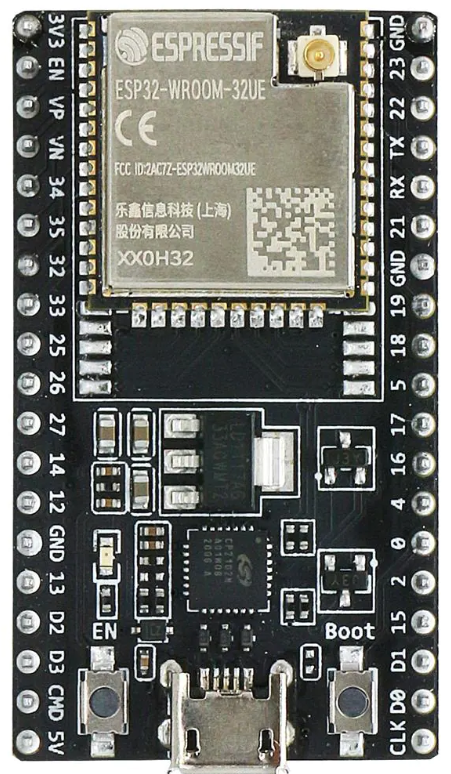 3V3
EN
VP
VN
34
35
32
33
25
26
27
14
12
GND
13
D2
D3
CMD
5V
ESPRESSIF
ESP32-WROOM-32UE
CE
FCC ID:2AC7Z-ESP32WROOM32UE
乐鑫信息科技 (上海)
股份有限公司
XX0H32
GND
23
22
TX
RX
21
GND
19
18
5
17
16
4
0
2
15
D1
D0
CLK
EN
Boot